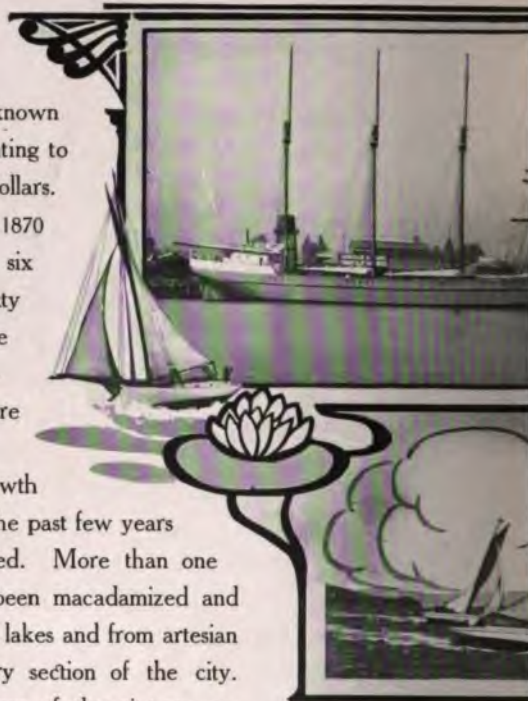 known
ting to
ollars.
1870
six
ty
e
re
wth
ne past few years
ed. More than one
been macadamized and
lakes and from artesian
ry section of the city.